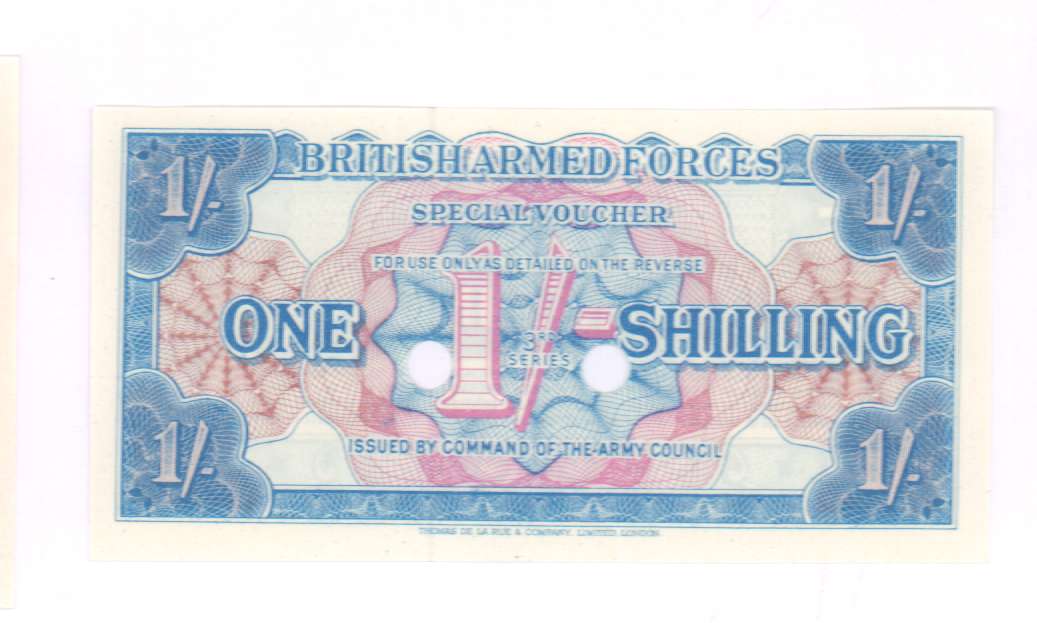 1/-
1/-
BRITISH ARMED FORCES
SPECIAL VOUCHER
FOR USE ONLY AS DETAILED ON THE REVERSE
ONE 1/- SHILLING
3RD
SERIES
ISSUED BY COMMAND OF THE ARMY COUNCIL
1/-
1/-
THOMAS DE LA RUE & COMPANY, LIMITED, LONDON.